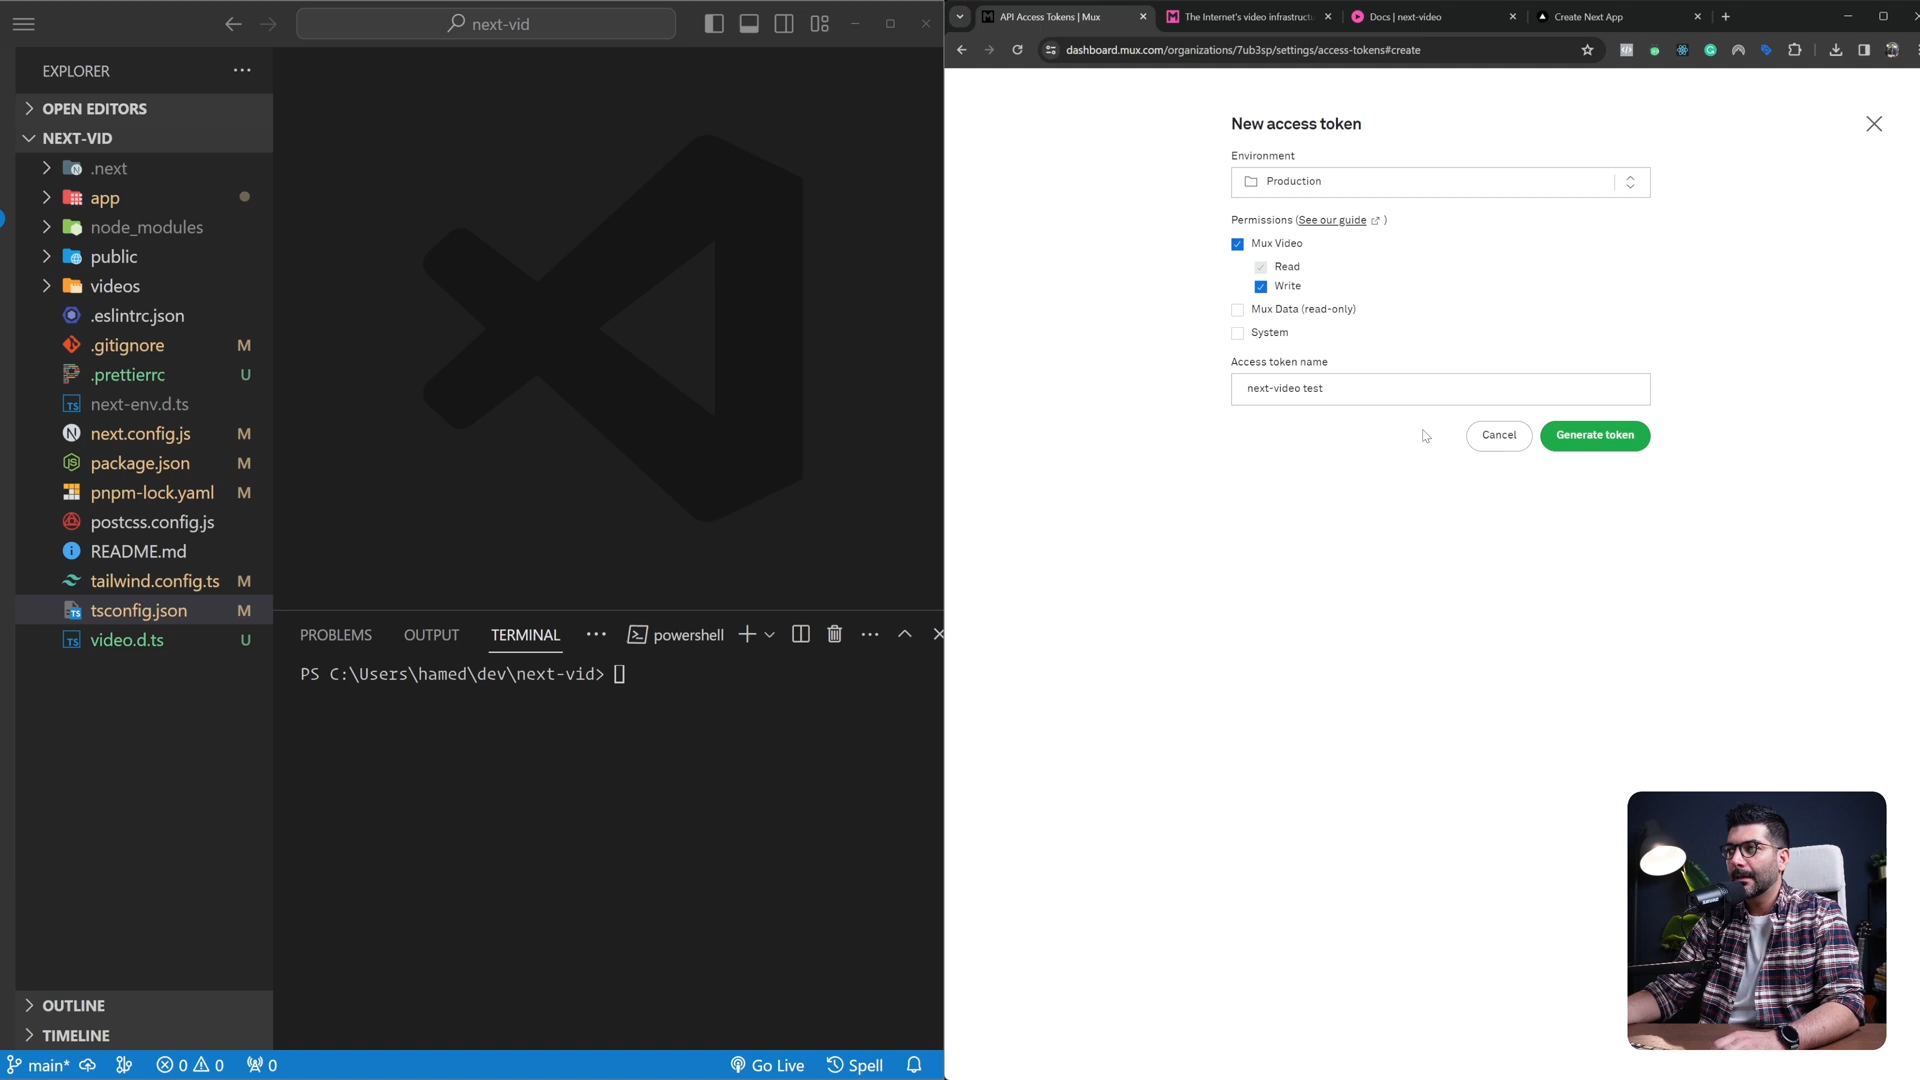 next-vid
EXPLORER
OPEN EDITORS
NEXT-VID
.next
app
node_modules
public
videos
.eslintrc.json
.gitignore M
.prettierrc U
next-env.d.ts
next.config.js M
package.json M
pnpm-lock.yaml M
postcss.config.js
README.md
tailwind.config.ts M
tsconfig.json M
video.d.ts U
OUTLINE
TIMELINE
PROBLEMS OUTPUT TERMINAL powershell
PS C:\Users\hamed\dev\next-vid>
main* 0 0 0 Go Live Spell
API Access Tokens | Mux
The Internet's video infrastructu
Docs | next-video
Create Next App
dashboard.mux.com/organizations/7ub3sp/settings/access-tokens#create
New access token
Environment
Production
Permissions (See our guide )
Mux Video
Read
Write
Mux Data (read-only)
System
Access token name
next-video test
Cancel Generate token